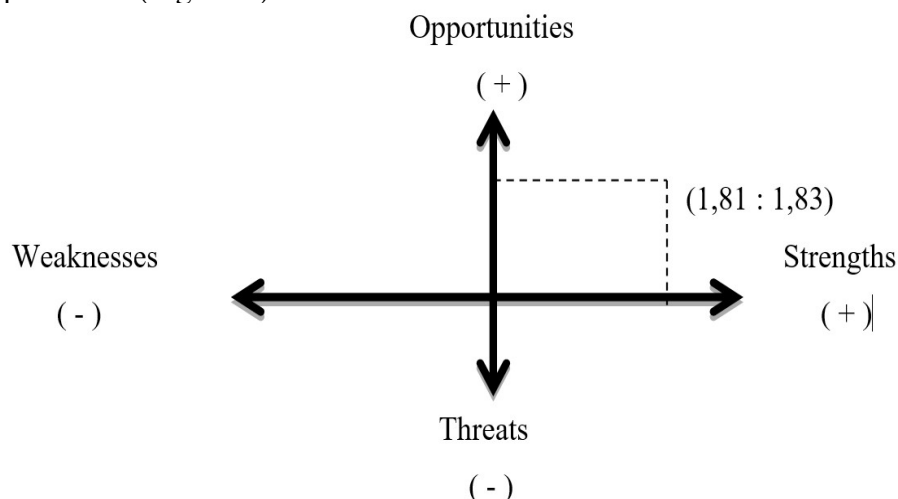 Opportunities
( + )
(1,81 : 1,83)
Weaknesses
Strengths
( - )
( + )
Threats
( - )